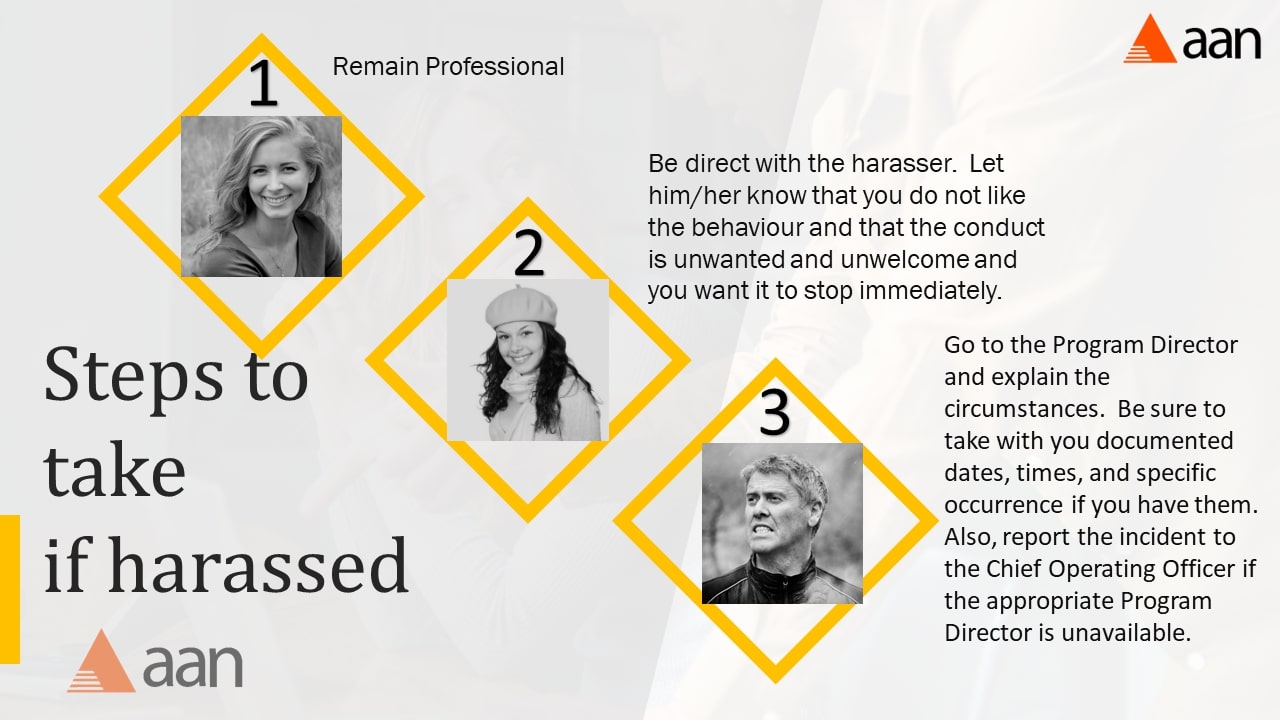 aan
1
Remain Professional
2
Be direct with the harasser.  Let
him/her know that you do not like
the behaviour and that the conduct
is unwanted and unwelcome and
you want it to stop immediately.
3
Go to the Program Director
and explain the
circumstances.  Be sure to
take with you documented
dates, times, and specific
occurrence if you have them.
Also, report the incident to
the Chief Operating Officer if
the appropriate Program
Director is unavailable.
Steps to
take
if harassed
aan